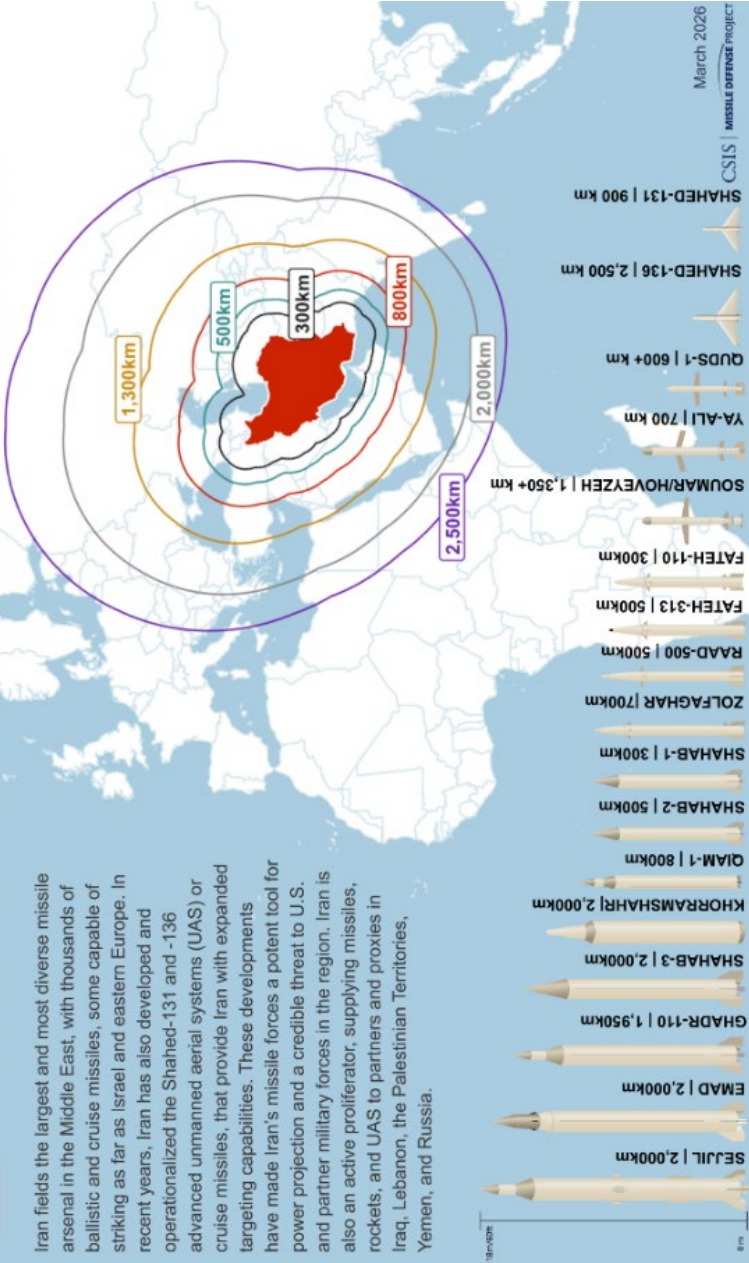 Iran fields the largest and most diverse missile
arsenal in the Middle East, with thousands of
ballistic and cruise missiles, some capable of
striking as far as Israel and eastern Europe. In
recent years, Iran has also developed and
operationalized the Shahed-131 and -136
advanced unmanned aerial systems (UAS) or
cruise missiles, that provide Iran with expanded
targeting capabilities. These developments
have made Iran's missile forces a potent tool for
power projection and a credible threat to U.S.
and partner military forces in the region. Iran is
also an active proliferator, supplying missiles,
rockets, and UAS to partners and proxies in
Iraq, Lebanon, the Palestinian Territories,
Yemen, and Russia.
1,300km
500km
300km
800km
2,000km
2,500km
18m/60ft
0 m
SEJJIL | 2,000km
EMAD | 2,000km
GHADR-110 | 1,950km
SHAHAB-3 | 2,000km
KHORRAMSHAHR| 2,000km
QIAM-1 | 800km
SHAHAB-2 | 500km
SHAHAB-1 | 300km
ZOLFAGHAR |700km
RAAD-500 | 500km
FATEH-313 | 500km
FATEH-110 | 300km
SOUMAR/HOVEYZEH | 1,350+ km
YA-ALI | 700 km
QUDS-1 | 600+ km
SHAHED-136 | 2,500 km
SHAHED-131 | 900 km
March 2026
CSIS | MISSILE DEFENSE PROJECT